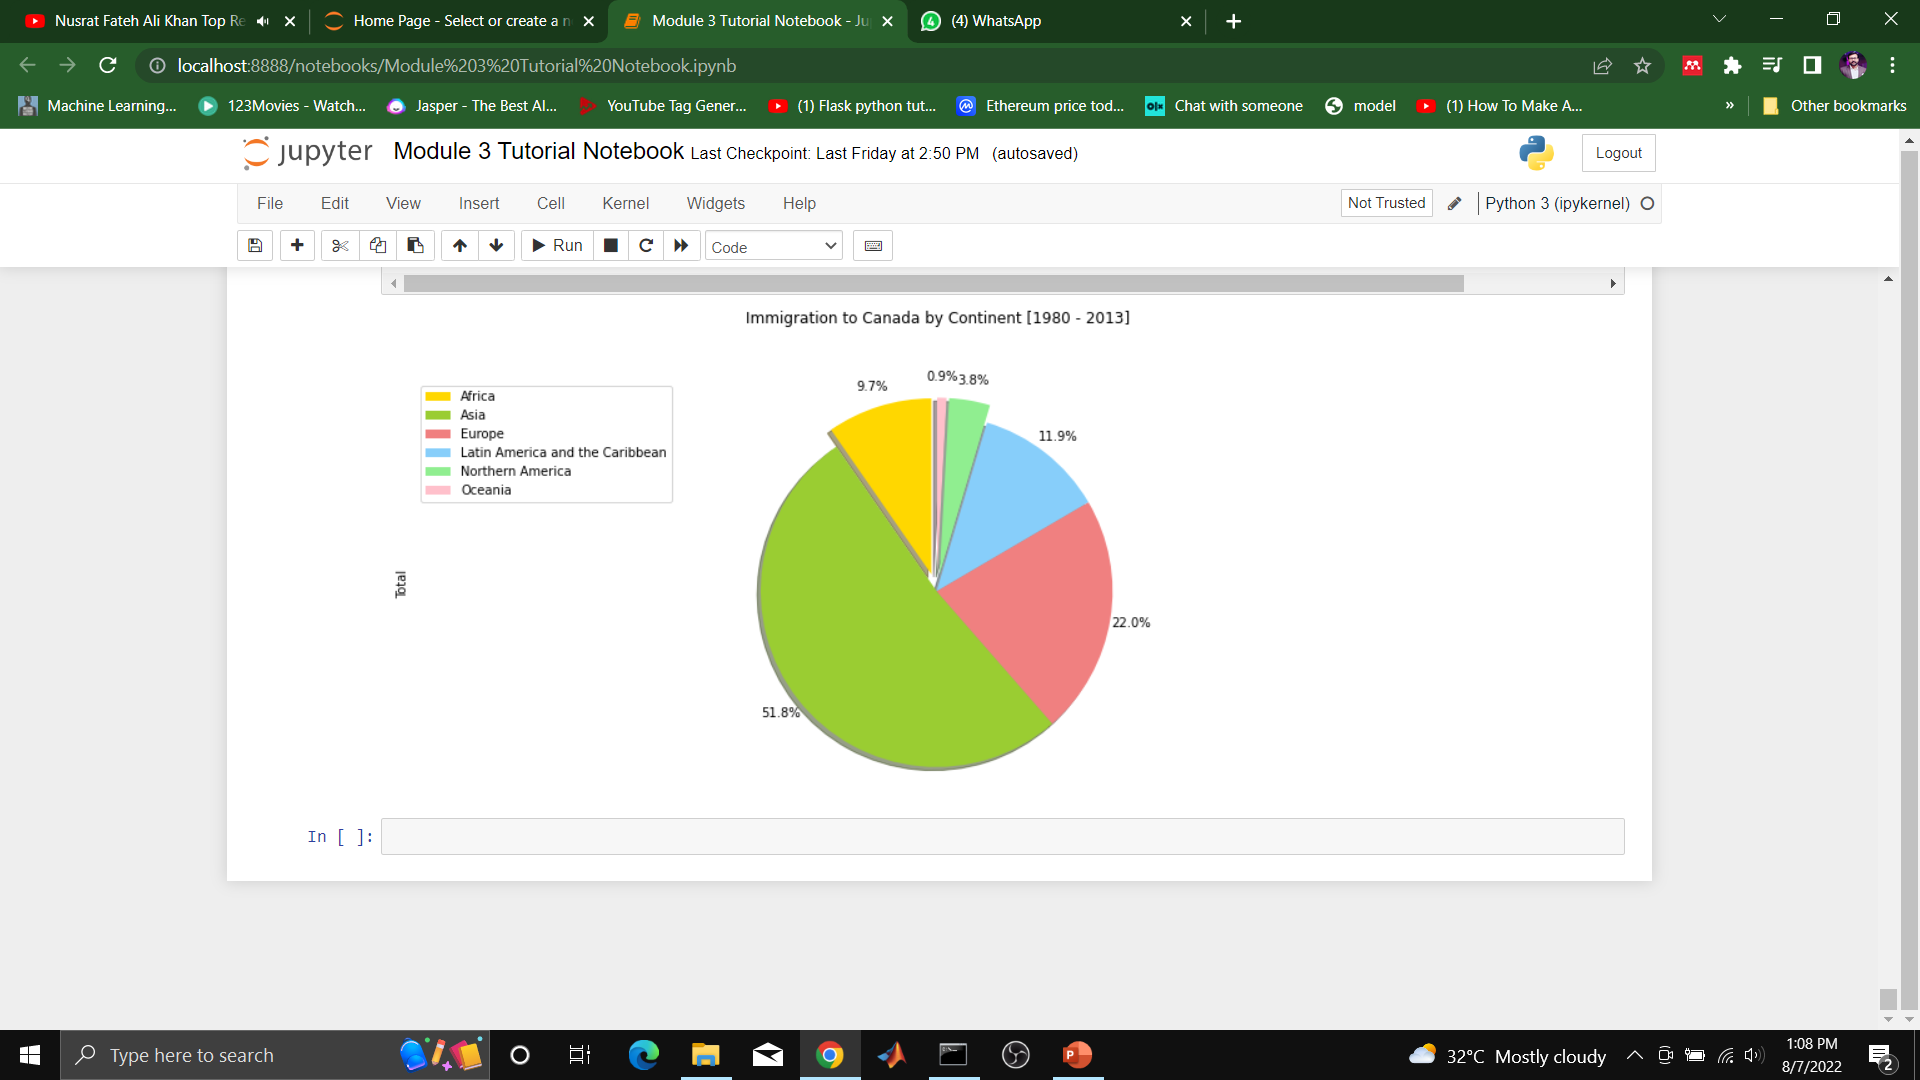 Nusrat Fateh Ali Khan Top Re
Home Page - Select or create a n
Module 3 Tutorial Notebook - Ju
(4) WhatsApp
localhost:8888/notebooks/Module%203%20Tutorial%20Notebook.ipynb
Machine Learning...
123Movies - Watch...
Jasper - The Best AI...
YouTube Tag Gener...
(1) Flask python tut...
Ethereum price tod...
Chat with someone
model
(1) How To Make A...
»
Other bookmarks
jupyter
Module 3 Tutorial Notebook Last Checkpoint: Last Friday at 2:50 PM (autosaved)
Logout
File Edit View Insert Cell Kernel Widgets Help
Not Trusted
Python 3 (ipykernel)
Run
Code
Immigration to Canada by Continent [1980 - 2013]
Africa
Asia
Europe
Latin America and the Caribbean
Northern America
Oceania
Total
9.7%
0.9%
3.8%
11.9%
22.0%
51.8%
In [ ]:
Type here to search
32°C Mostly cloudy
1:08 PM
8/7/2022
2